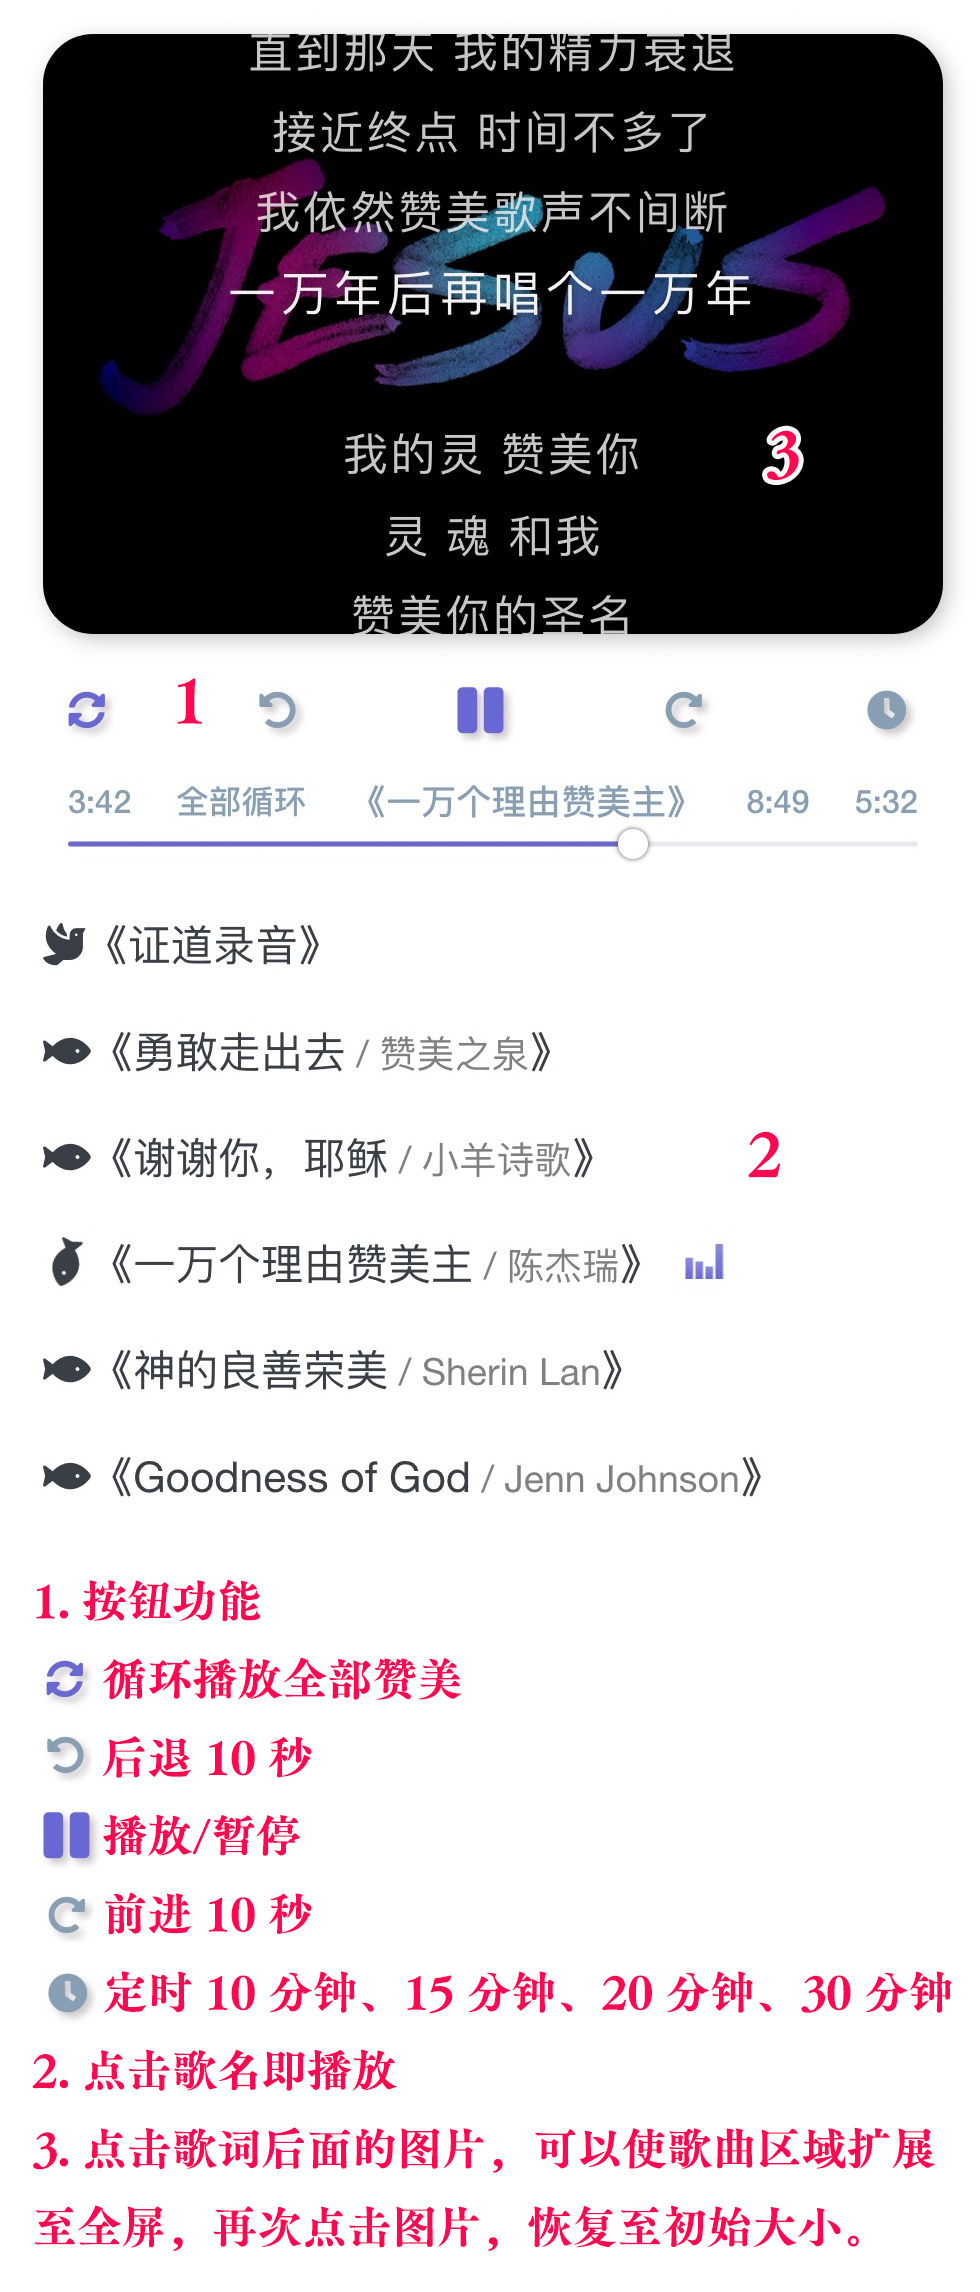 直到那天 我的精力衰退
接近终点 时间不多了
我依然赞美歌声不间断
JESUS
一万年后再唱个一万年
我的灵 赞美你
3
灵 魂 和我
赞美你的圣名
1
3:42 全部循环 《一万个理由赞美主》 8:49 5:32
《证道录音》
《勇敢走出去 / 赞美之泉》
《谢谢你，耶稣 / 小羊诗歌》 2
《一万个理由赞美主 / 陈杰瑞》
《神的良善荣美 / Sherin Lan》
《Goodness of God / Jenn Johnson》
1. 按钮功能
循环播放全部赞美
后退 10 秒
播放/暂停
前进 10 秒
定时 10 分钟、15 分钟、20 分钟、30 分钟
2. 点击歌名即播放
3. 点击歌词后面的图片，可以使歌曲区域扩展
至全屏，再次点击图片，恢复至初始大小。